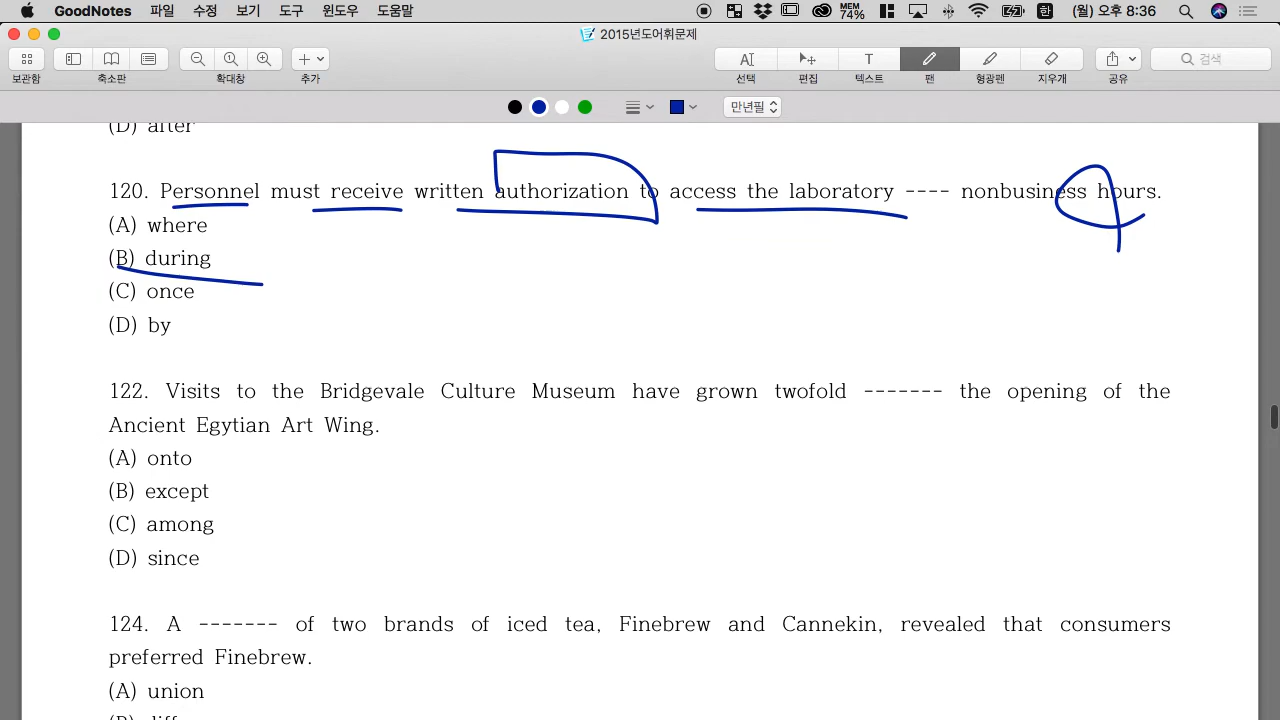 GoodNotes 파일 수정 보기 도구 윈도우 도움말 MEM 74% 한 (월) 오후 8:36
2015년도어휘문제
보관함 축소판 확대창 추가 선택 편집 텍스트 펜 형광펜 지우개 공유 검색
만년필
(D) after
120. Personnel must receive written authorization to access the laboratory ---- nonbusiness hours.
(A) where
(B) during
(C) once
(D) by
122. Visits to the Bridgevale Culture Museum have grown twofold ------- the opening of the
Ancient Egytian Art Wing.
(A) onto
(B) except
(C) among
(D) since
124. A ------- of two brands of iced tea, Finebrew and Cannekin, revealed that consumers
preferred Finebrew.
(A) union